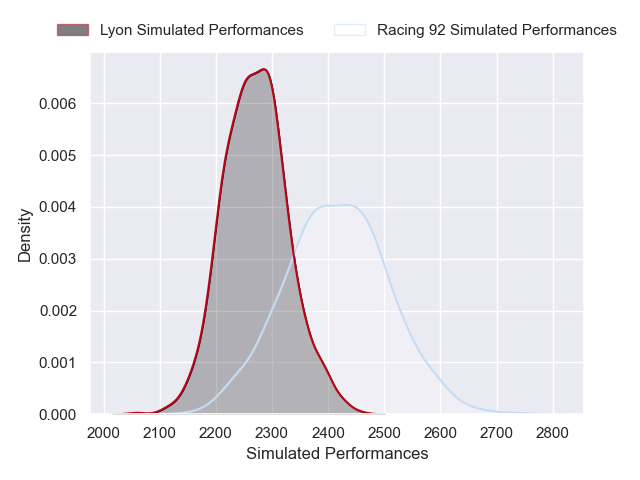 Lyon Simulated Performances
Racing 92 Simulated Performances
Density
0.006
0.005
0.004
0.003
0.002
0.001
0.000
2000 2100 2200 2300 2400 2500 2600 2700 2800
Simulated Performances